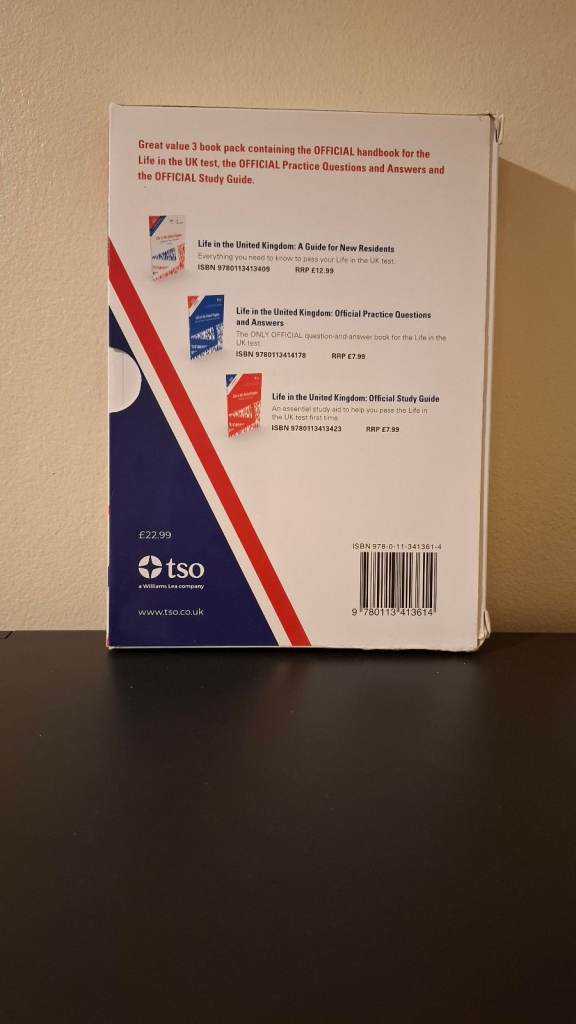 Great value 3 book pack containing the OFFICIAL handbook for the
Life in the UK test, the OFFICIAL Practice Questions and Answers and
the OFFICIAL Study Guide.
Life in the United Kingdom: A Guide for New Residents
Everything you need to know to pass your Life in the UK test.
ISBN 9780113413409 RRP £12.99
Life in the United Kingdom: Official Practice Questions
and Answers
The ONLY OFFICIAL question-and-answer book for the Life in the
UK test.
ISBN 9780113414178 RRP £7.99
Life in the United Kingdom: Official Study Guide
An essential study aid to help you pass the Life in
the UK test first time.
ISBN 9780113413423 RRP £7.99
£22.99
tso
a Williams Lea company
www.tso.co.uk
ISBN 978-0-11-341361-4
9 780113 413614